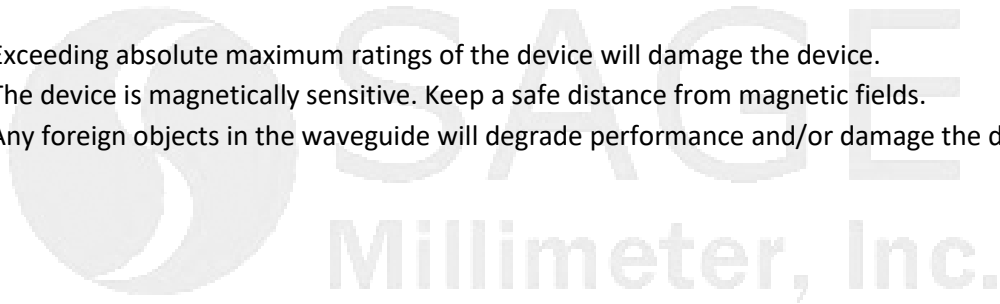 Exceeding absolute maximum ratings of the device will damage the device.
The device is magnetically sensitive. Keep a safe distance from magnetic fields.
Any foreign objects in the waveguide will degrade performance and/or damage the
SAGE
Millimeter, Inc.